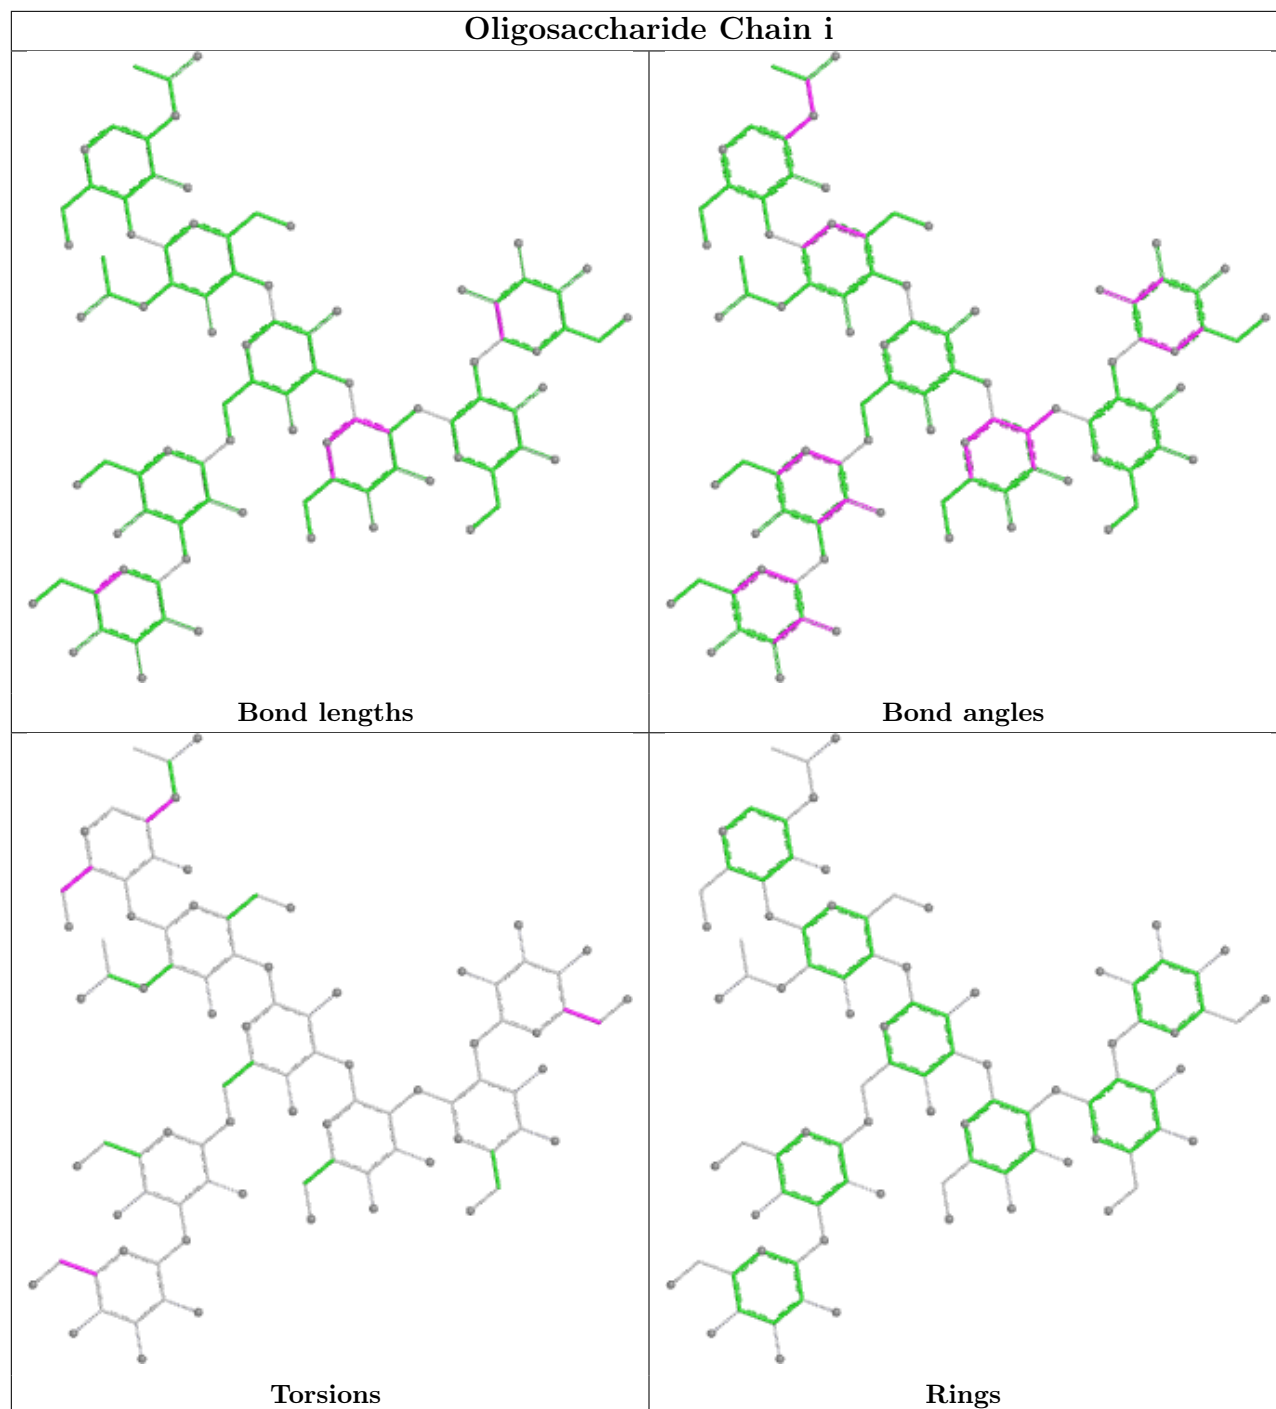 Oligosaccharide Chain i
Bond lengths
Bond angles
Torsions
Rings